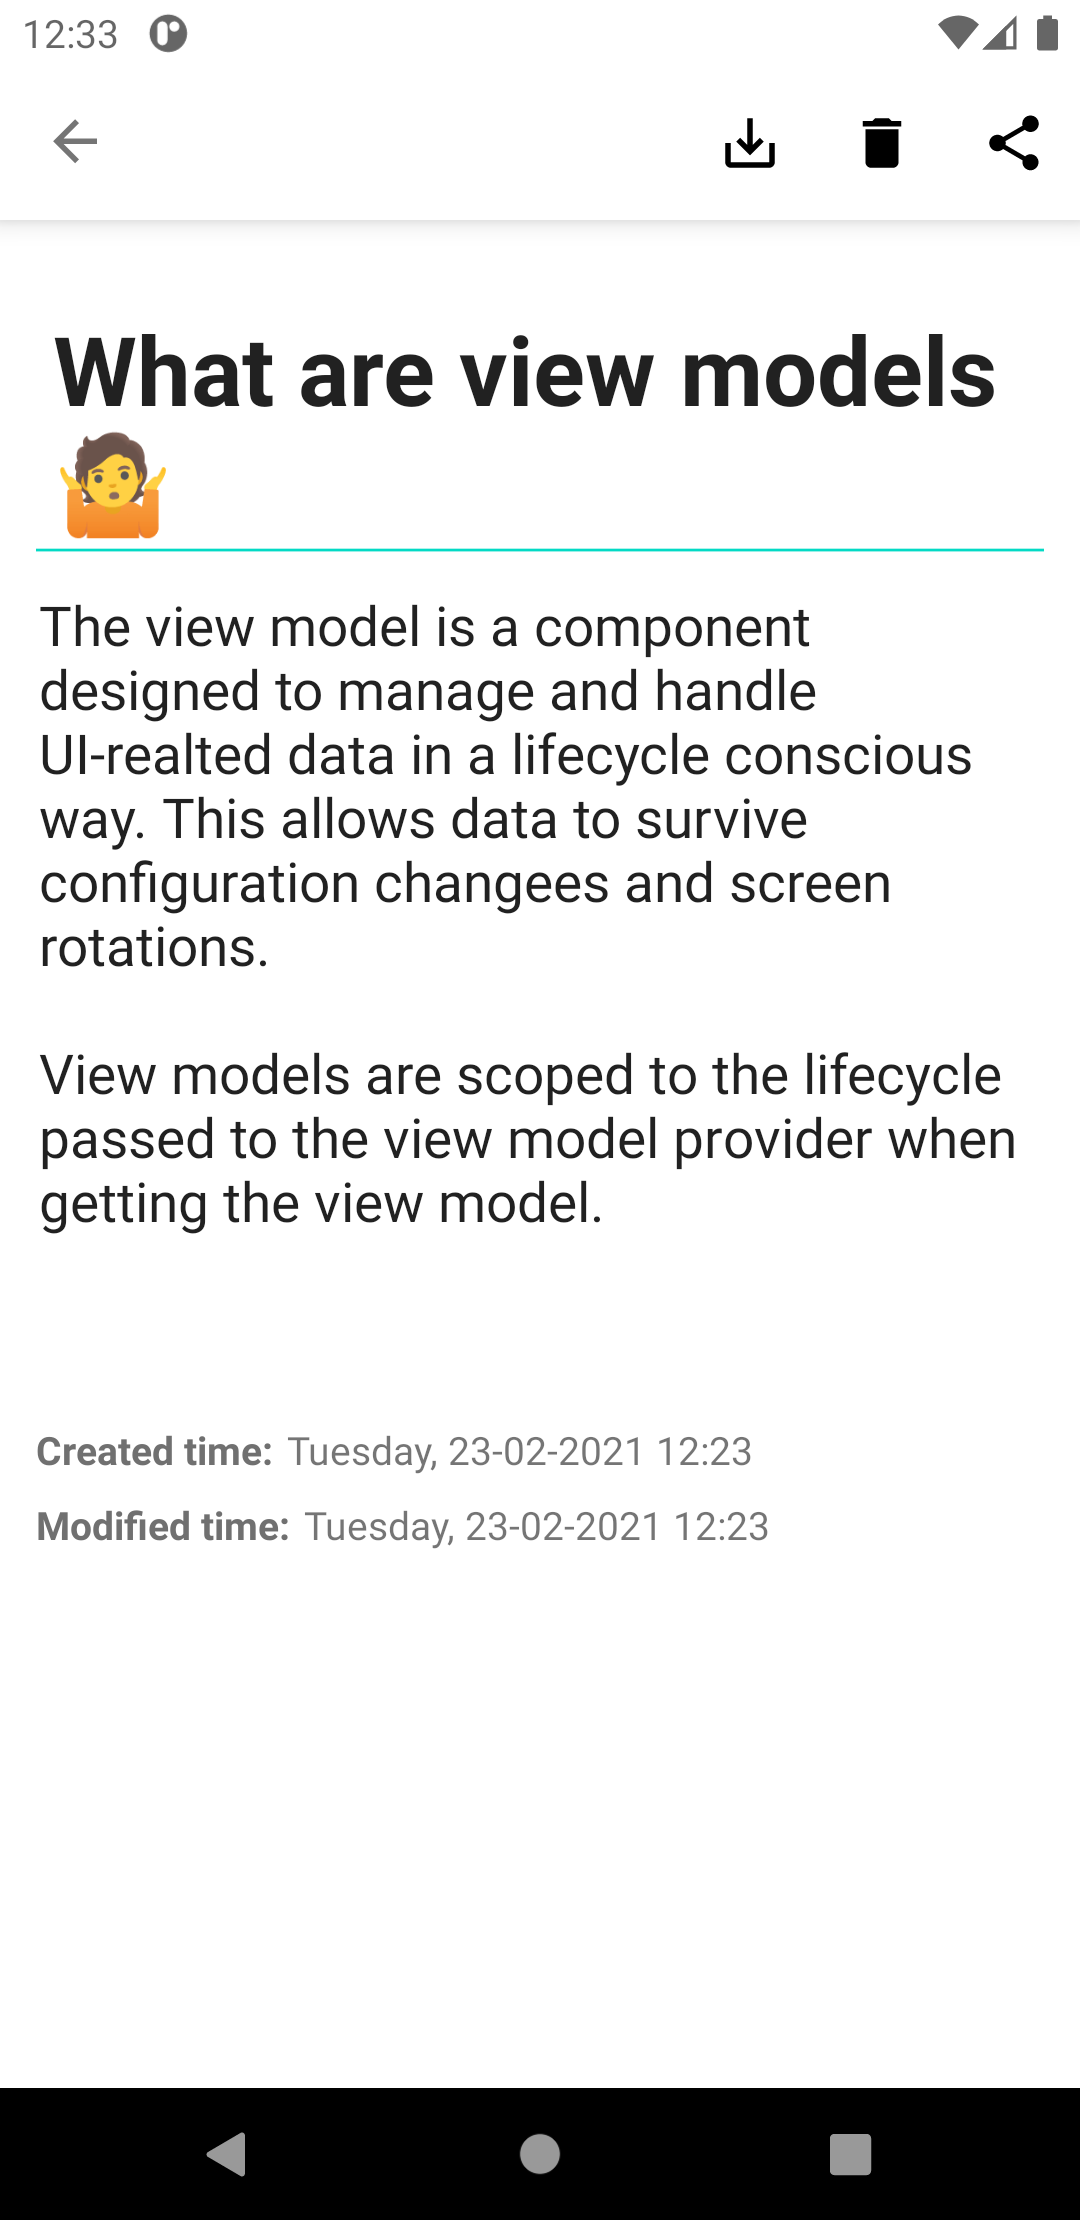 12:33
What are view models
🤷
The view model is a component
designed to manage and handle
UI-realted data in a lifecycle conscious
way. This allows data to survive
configuration changees and screen
rotations.
View models are scoped to the lifecycle
passed to the view model provider when
getting the view model.
Created time: Tuesday, 23-02-2021 12:23
Modified time: Tuesday, 23-02-2021 12:23